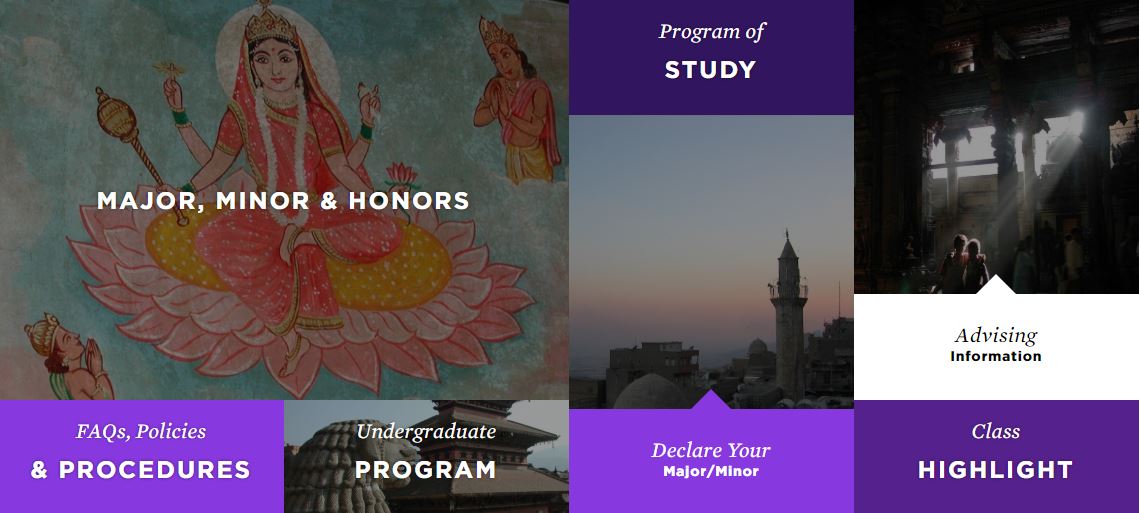 Program of
STUDY
MAJOR, MINOR & HONORS
Advising
Information
FAQs, Policies
& PROCEDURES
Undergraduate
PROGRAM
Declare Your
Major/Minor
Class
HIGHLIGHT